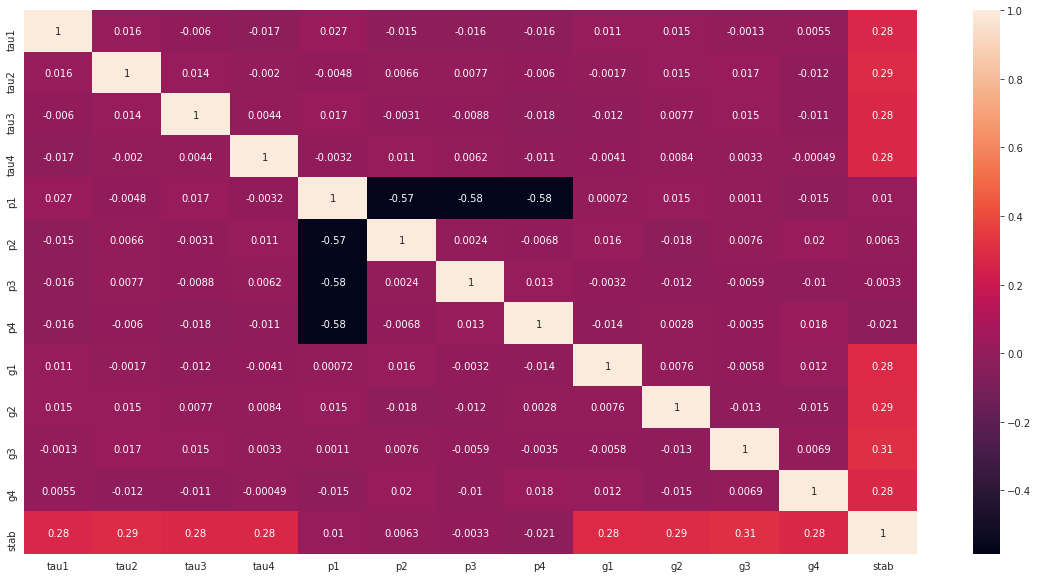 tau1 1 0.016 -0.006 -0.017 0.027 -0.015 -0.016 -0.016 0.011 0.015 -0.0013 0.0055 0.28
tau2 0.016 1 0.014 -0.002 -0.0048 0.0066 0.0077 -0.006 -0.0017 0.015 0.017 -0.012 0.29
tau3 -0.006 0.014 1 0.0044 0.017 -0.0031 -0.0088 -0.018 -0.012 0.0077 0.015 -0.011 0.28
tau4 -0.017 -0.002 0.0044 1 -0.0032 0.011 0.0062 -0.011 -0.0041 0.0084 0.0033 -0.00049 0.28
p1 0.027 -0.0048 0.017 -0.0032 1 -0.57 -0.58 -0.58 0.00072 0.015 0.0011 -0.015 0.01
p2 -0.015 0.0066 -0.0031 0.011 -0.57 1 0.0024 -0.0068 0.016 -0.018 0.0076 0.02 0.0063
p3 -0.016 0.0077 -0.0088 0.0062 -0.58 0.0024 1 0.013 -0.0032 -0.012 -0.0059 -0.01 -0.0033
p4 -0.016 -0.006 -0.018 -0.011 -0.58 -0.0068 0.013 1 -0.014 0.0028 -0.0035 0.018 -0.021
g1 0.011 -0.0017 -0.012 -0.0041 0.00072 0.016 -0.0032 -0.014 1 0.0076 -0.0058 0.012 0.28
g2 0.015 0.015 0.0077 0.0084 0.015 -0.018 -0.012 0.0028 0.0076 1 -0.013 -0.015 0.29
g3 -0.0013 0.017 0.015 0.0033 0.0011 0.0076 -0.0059 -0.0035 -0.0058 -0.013 1 0.0069 0.31
g4 0.0055 -0.012 -0.011 -0.00049 -0.015 0.02 -0.01 0.018 0.012 -0.015 0.0069 1 0.28
stab 0.28 0.29 0.28 0.28 0.01 0.0063 -0.0033 -0.021 0.28 0.29 0.31 0.28 1
tau1 tau2 tau3 tau4 p1 p2 p3 p4 g1 g2 g3 g4 stab
1.0
0.8
0.6
0.4
0.2
0.0
−0.2
−0.4